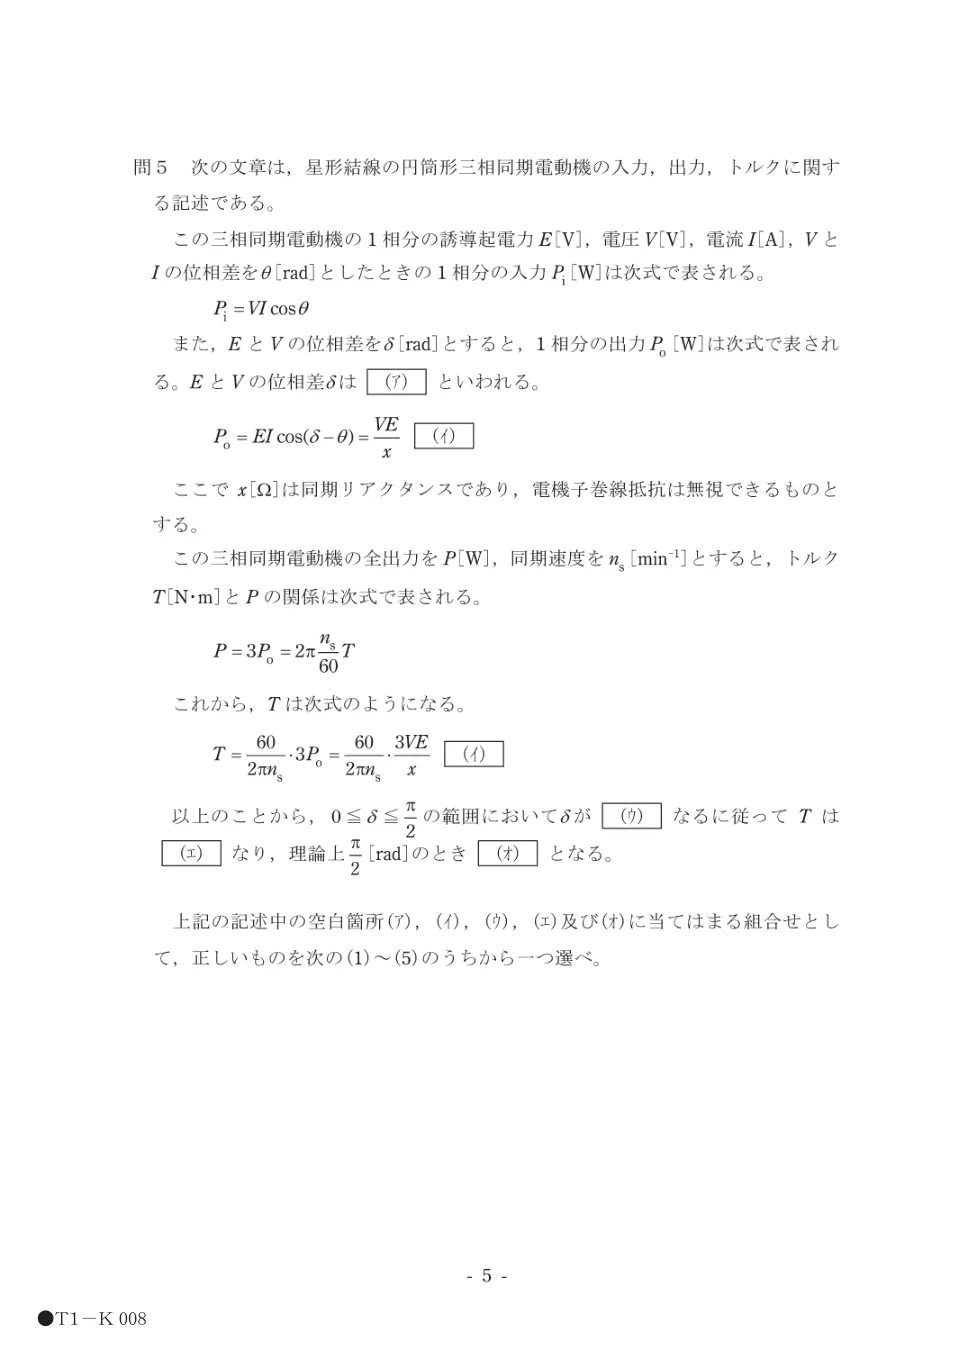 問５　次の文章は，星形結線の円筒形三相同期電動機の入力，出力，トルクに関す
る記述である。
この三相同期電動機の１相分の誘導起電力 E［V］，電圧 V［V］，電流 I［A］，V と
I の位相差を θ［rad］としたときの１相分の入力 Pi［W］は次式で表される。
Pi = VI cosθ
また，E と V の位相差を δ［rad］とすると，１相分の出力 Po［W］は次式で表され
る。E と V の位相差 δ は (ア) といわれる。
Po = EI cos(δ − θ) = VE/x (イ)
ここで x［Ω］は同期リアクタンスであり，電機子巻線抵抗は無視できるものと
する。
この三相同期電動機の全出力を P［W］，同期速度を ns［min⁻¹］とすると，トルク
T［N･m］と P の関係は次式で表される。
P = 3Po = 2π ns/60 T
これから，T は次式のようになる。
T = 60/2πns · 3Po = 60/2πns · 3VE/x (イ)
以上のことから，0 ≦ δ ≦ π/2 の範囲において δ が (ウ) なるに従って T は
(エ) なり，理論上 π/2［rad］のとき (オ) となる。
上記の記述中の空白箇所(ア)，(イ)，(ウ)，(エ)及び(オ)に当てはまる組合せとし
て，正しいものを次の(1)～(5)のうちから一つ選べ。
- 5 -
●T1－K 008